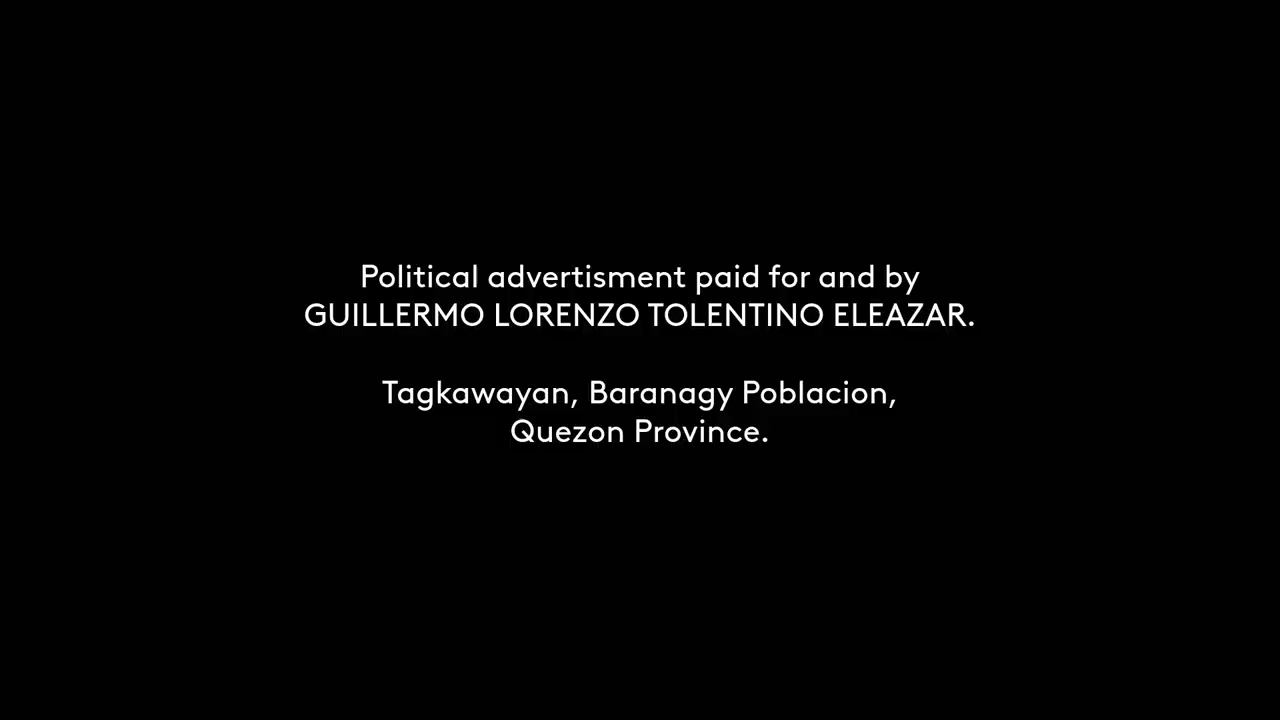 Political advertisment paid for and by
GUILLERMO LORENZO TOLENTINO ELEAZAR.
Tagkawayan, Baranagy Poblacion,
Quezon Province.